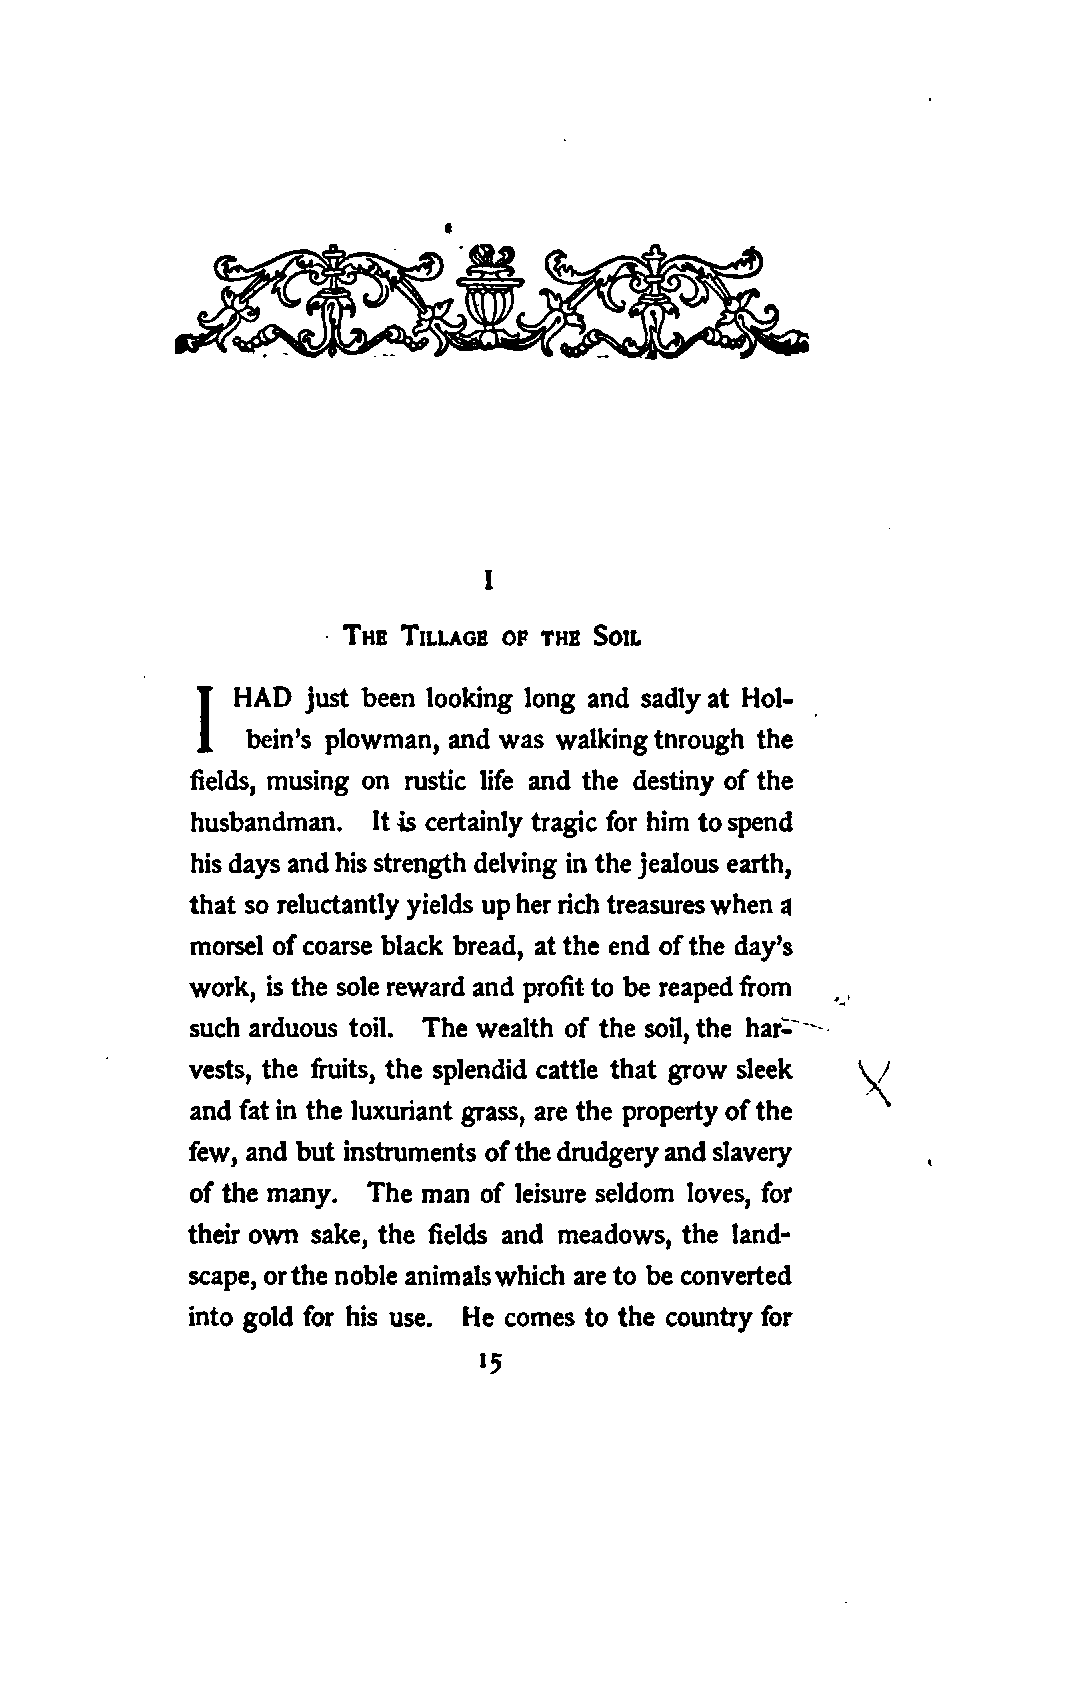 I
THE TILLAGE OF THE SOIL
I HAD just been looking long and sadly at Hol-
bein's plowman, and was walking tnrough the
fields, musing on rustic life and the destiny of the
husbandman. It is certainly tragic for him to spend
his days and his strength delving in the jealous earth,
that so reluctantly yields up her rich treasures when a
morsel of coarse black bread, at the end of the day's
work, is the sole reward and profit to be reaped from
such arduous toil. The wealth of the soil, the har-
vests, the fruits, the splendid cattle that grow sleek
and fat in the luxuriant grass, are the property of the
few, and but instruments of the drudgery and slavery
of the many. The man of leisure seldom loves, for
their own sake, the fields and meadows, the land-
scape, or the noble animals which are to be converted
into gold for his use. He comes to the country for
15